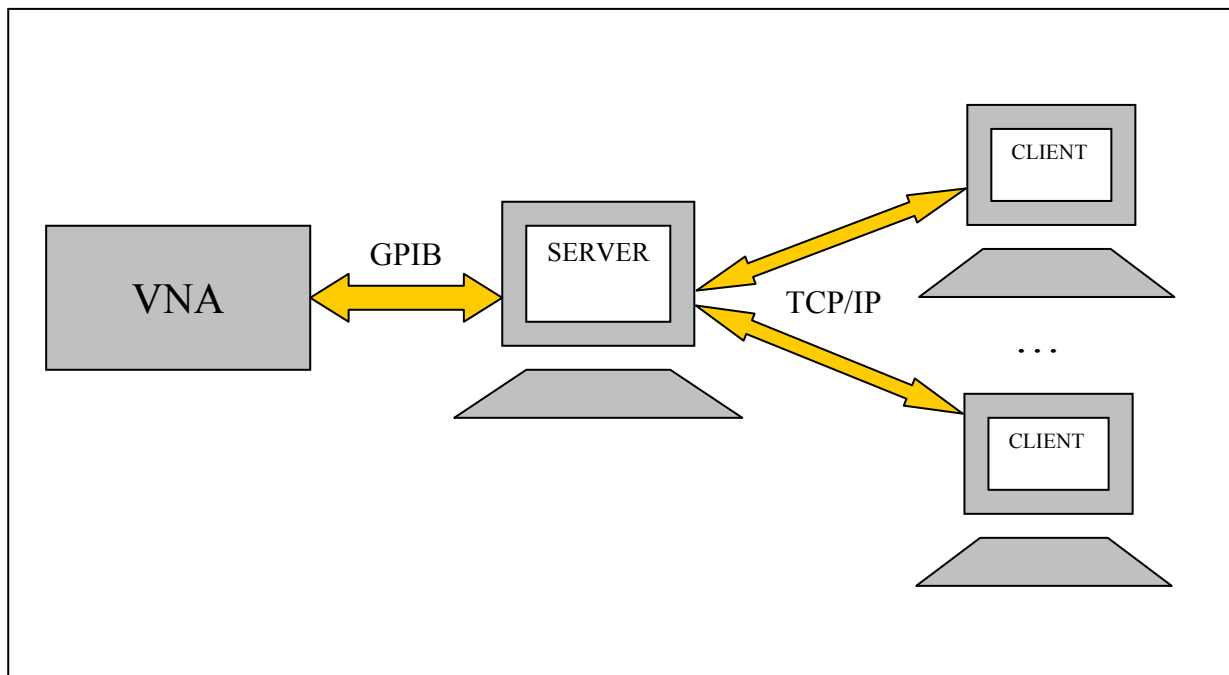 VNA
GPIB
SERVER
TCP/IP
CLIENT
...
CLIENT